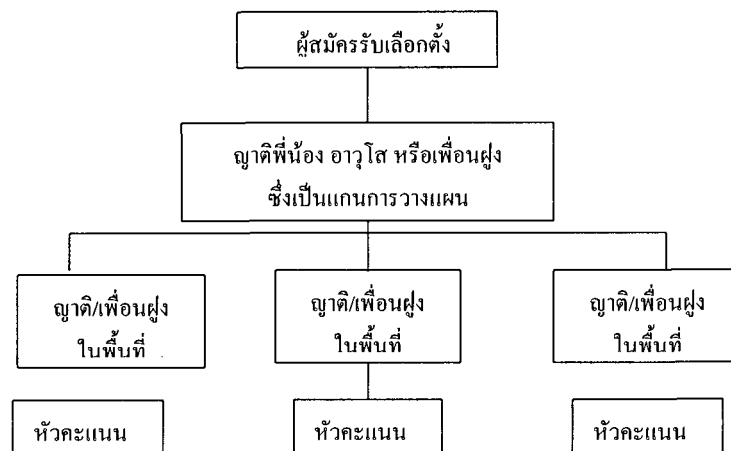 ผู้สมัครรับเลือกตั้ง
ญาติพี่น้อง อาวุโส หรือเพื่อนฝูง
ซึ่งเป็นแกนการวางแผน
ญาติ/เพื่อนฝูง
ในพื้นที่
ญาติ/เพื่อนฝูง
ในพื้นที่
ญาติ/เพื่อนฝูง
ในพื้นที่
หัวคะแนน
หัวคะแนน
หัวคะแนน